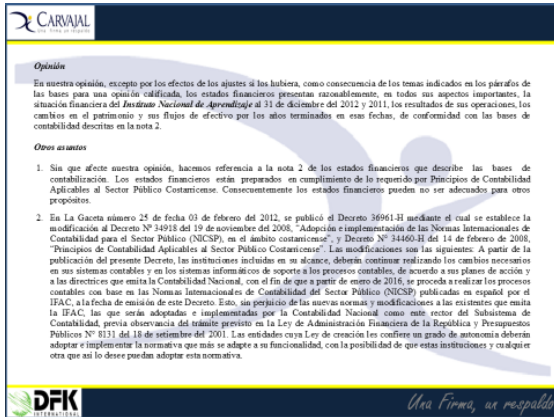 CARVAJAL
Una firma un respaldo
Opinión
En nuestra opinión, excepto por los efectos de los ajustes si los hubiera, como consecuencia de los temas indicados en los párrafos de
las bases para una opinión calificada, los estados financieros presentan razonablemente, en todos sus aspectos importantes, la
situación financiera del Instituto Nacional de Aprendizaje al 31 de diciembre del 2012 y 2011, los resultados de sus operaciones, los
cambios en el patrimonio y sus flujos de efectivo por los años terminados en esas fechas, de conformidad con las bases de
contabilidad descritas en la nota 2.
Otros asuntos
1. Sin que afecte nuestra opinión, hacemos referencia a la nota 2 de los estados financieros que describe las bases de
contabilización. Los estados financieros están preparados en cumplimiento de lo requerido por Principios de Contabilidad
Aplicables al Sector Público Costarricense. Consecuentemente los estados financieros pueden no ser adecuados para otros
propósitos.
2. En La Gaceta número 25 de fecha 03 de febrero del 2012, se publicó el Decreto 36961-H mediante el cual se establece la
modificación al Decreto Nº 34918 del 19 de noviembre del 2008, "Adopción e implementación de las Normas Internacionales de
Contabilidad para el Sector Público (NICSP), en el ámbito costarricense", y Decreto N° 34460-H del 14 de febrero de 2008,
"Principios de Contabilidad Aplicables al Sector Público Costarricense". Las modificaciones son las siguientes: A partir de la
publicación del presente Decreto, las instituciones incluidas en su alcance, deberán continuar realizando los cambios necesarios
en sus sistemas contables y en los sistemas informáticos de soporte a los procesos contables, de acuerdo a sus planes de acción y
a las directrices que emita la Contabilidad Nacional, con el fin de que a partir de enero de 2016, se proceda a realizar los procesos
contables con base en las Normas Internacionales de Contabilidad del Sector Público (NICSP) publicadas en español por el
IFAC, a la fecha de emisión de este Decreto. Esto, sin perjuicio de las nuevas normas y modificaciones a las existentes que emita
la IFAC, las que serán adoptadas e implementadas por la Contabilidad Nacional como ente rector del Subsistema de
Contabilidad, previa observancia del trámite previsto en la Ley de Administración Financiera de la República y Presupuestos
Públicos N° 8131 del 18 de setiembre del 2001. Las entidades cuya Ley de creación les confiere un grado de autonomía deberán
adoptar e implementar la normativa que más se adapte a su funcionalidad, con la posibilidad de que estas instituciones y cualquier
otra que así lo desee puedan adoptar esta normativa.
DFK
INTERNATIONAL
Una Firma, un respaldo